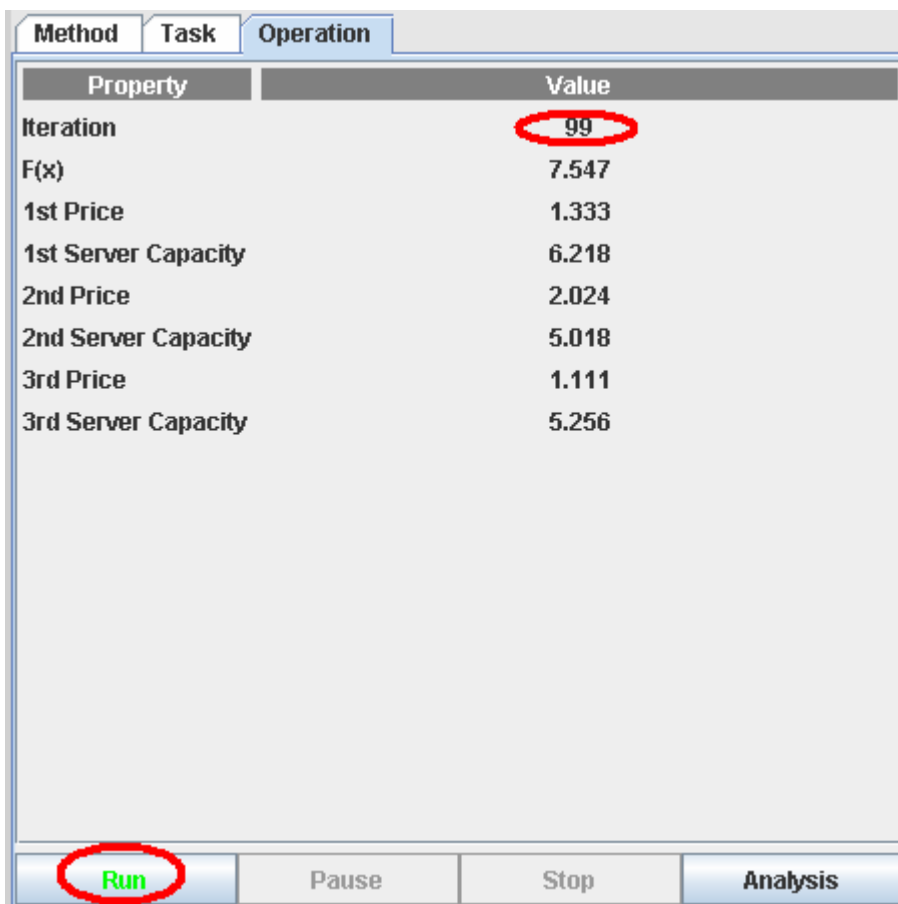 Method Task Operation
Property Value
Iteration 99
F(x) 7.547
1st Price 1.333
1st Server Capacity 6.218
2nd Price 2.024
2nd Server Capacity 5.018
3rd Price 1.111
3rd Server Capacity 5.256
Run Pause Stop Analysis